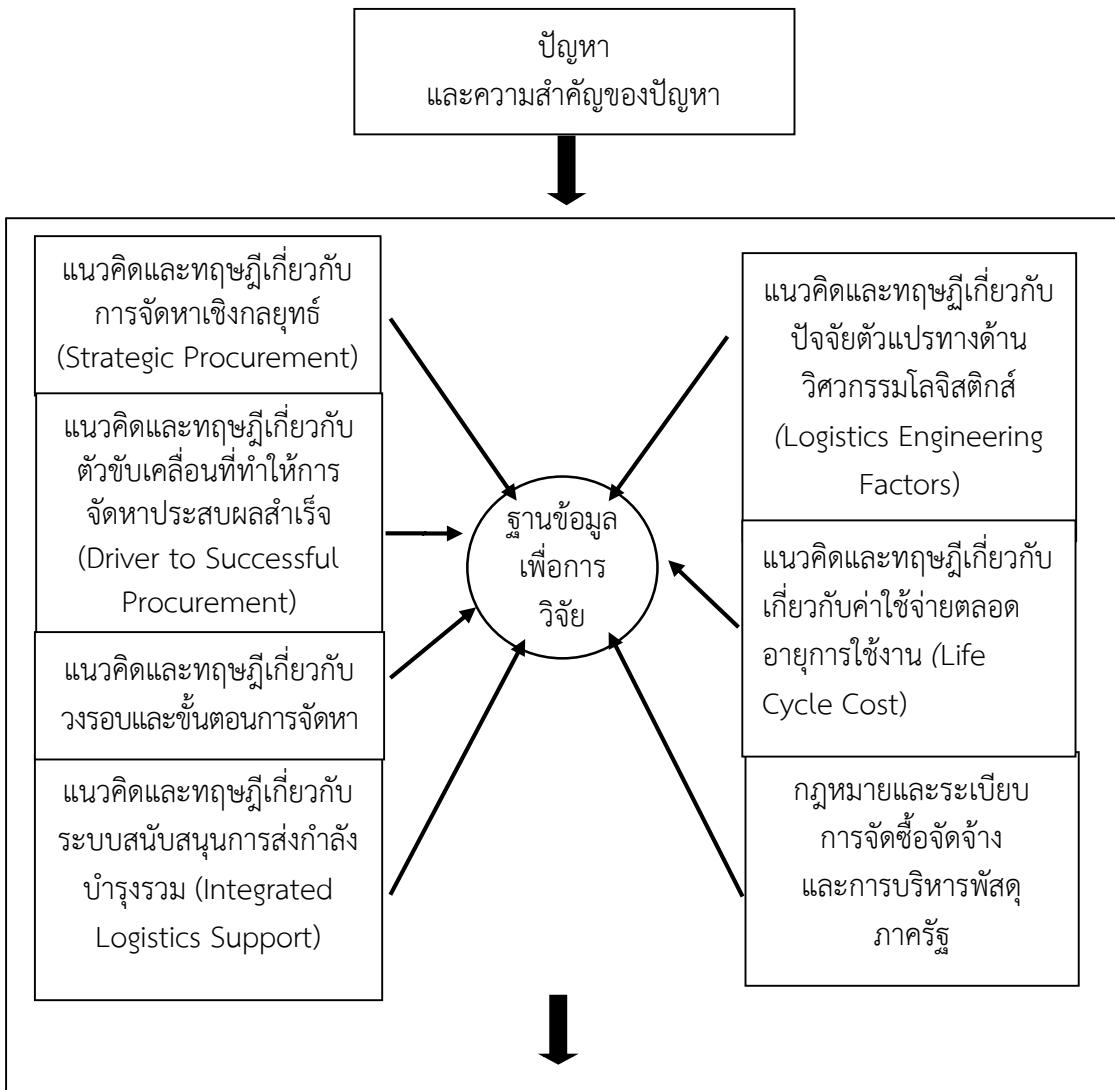 ปัญหา
และความสำคัญของปัญหา
แนวคิดและทฤษฎีเกี่ยวกับ
การจัดหาเชิงกลยุทธ์
(Strategic Procurement)
แนวคิดและทฤษฎีเกี่ยวกับ
ตัวขับเคลื่อนที่ทำให้การ
จัดหาประสบผลสำเร็จ
(Driver to Successful
Procurement)
แนวคิดและทฤษฎีเกี่ยวกับ
วงรอบและขั้นตอนการจัดหา
แนวคิดและทฤษฎีเกี่ยวกับ
ระบบสนับสนุนการส่งกำลัง
บำรุงรวม (Integrated
Logistics Support)
ฐานข้อมูล
เพื่อการ
วิจัย
แนวคิดและทฤษฏีเกี่ยวกับ
ปัจจัยตัวแปรทางด้าน
วิศวกรรมโลจิสติกส์
(Logistics Engineering
Factors)
แนวคิดและทฤษฎีเกี่ยวกับ
เกี่ยวกับค่าใช้จ่ายตลอด
อายุการใช้งาน (Life
Cycle Cost)
กฎหมายและระเบียบ
การจัดซื้อจัดจ้าง
และการบริหารพัสดุ
ภาครัฐ